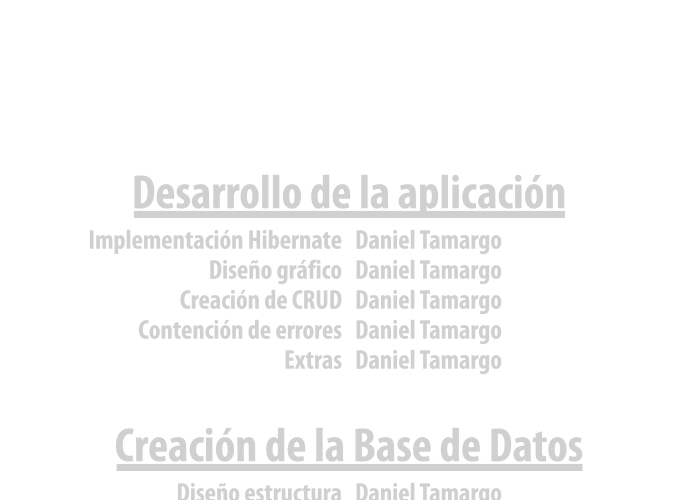 Desarrollo de la aplicación
Implementación Hibernate Daniel Tamargo
Diseño gráfico Daniel Tamargo
Creación de CRUD Daniel Tamargo
Contención de errores Daniel Tamargo
Extras Daniel Tamargo
Creación de la Base de Datos
Diseño estructura Daniel Tamargo